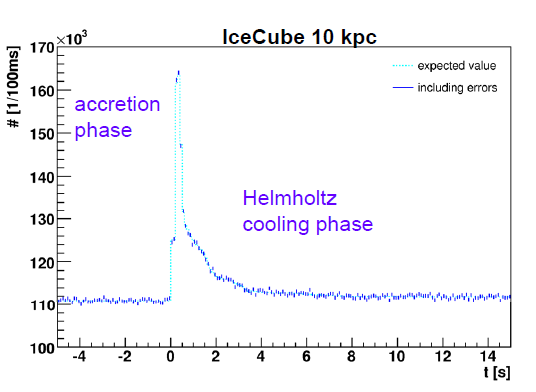 IceCube 10 kpc
170
×10³
160
150
140
130
120
110
100
# [1/100ms]
expected value
including errors
accretion
phase
Helmholtz
cooling phase
-4 -2 0 2 4 6 8 10 12 14
t [s]